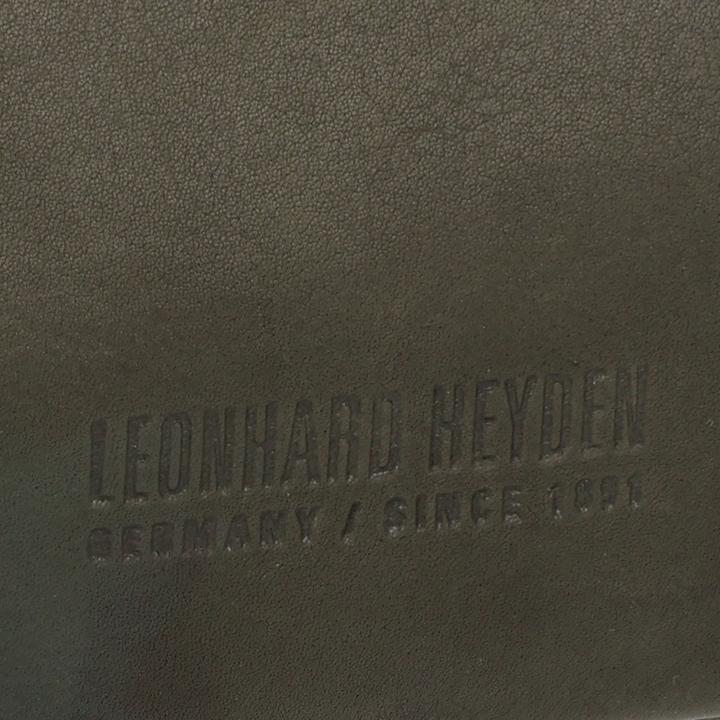 LEONHARD HEYDEN
GERMANY / SINCE 1891